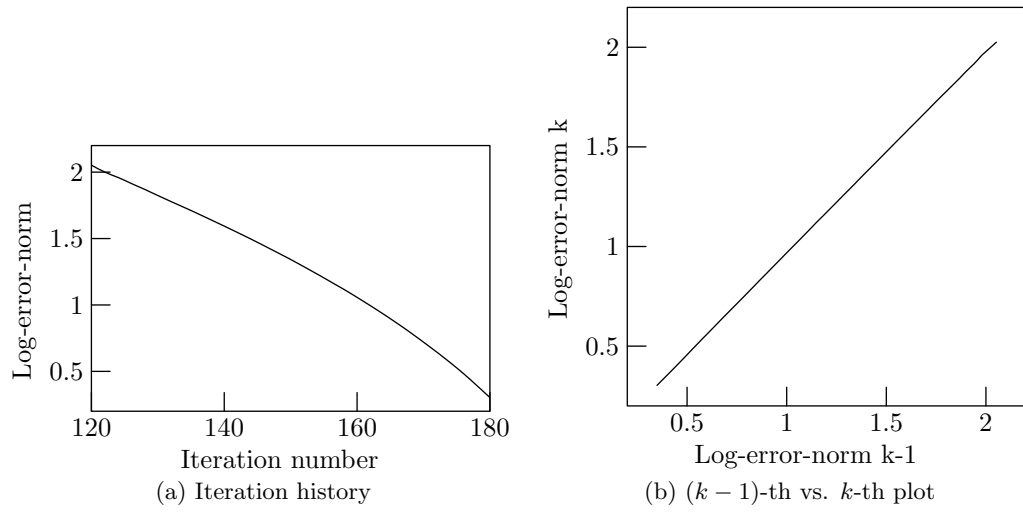 2
1.5
1
0.5
Log-error-norm
120 140 160 180
Iteration number
(a) Iteration history
2
1.5
1
0.5
Log-error-norm k
0.5 1 1.5 2
Log-error-norm k-1
(b) (k − 1)-th vs. k-th plot